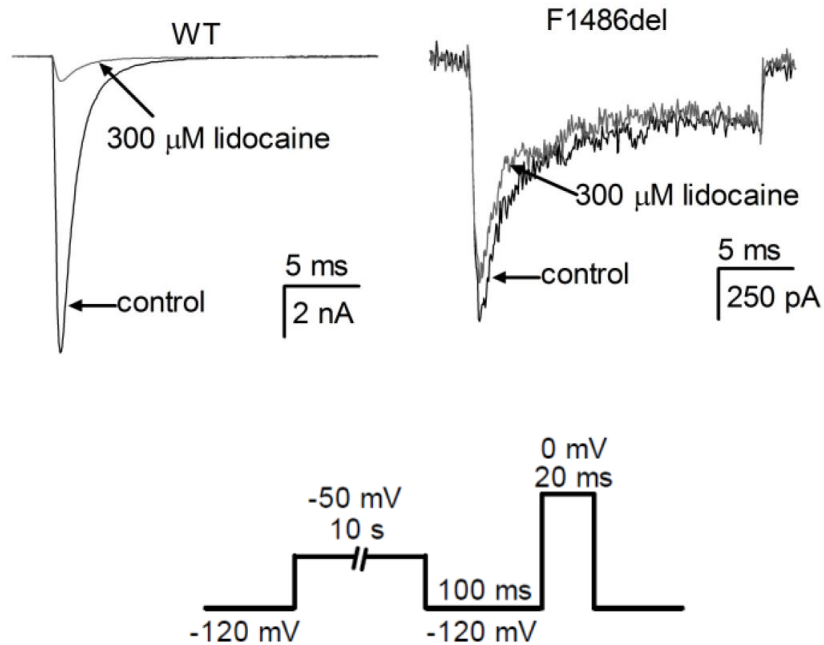 WT
300 μM lidocaine
control
5 ms
2 nA
F1486del
300 μM lidocaine
control
5 ms
250 pA
0 mV
20 ms
-50 mV
10 s
100 ms
-120 mV
-120 mV